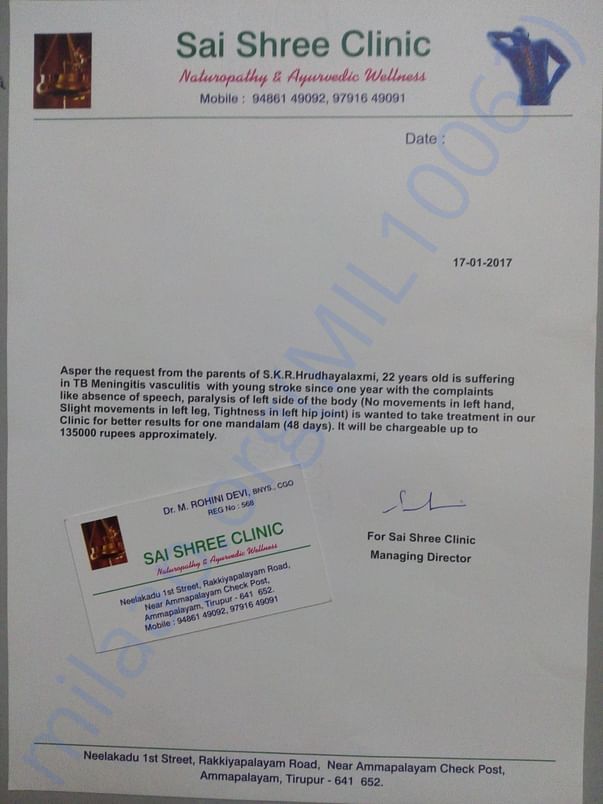 Sai Shree Clinic
Naturopathy & Ayurvedic Wellness
Mobile : 94861 49092, 97916 49091
Date :
17-01-2017
Asper the request from the parents of S.K.R.Hrudhayalaxmi, 22 years old is suffering
in TB Meningitis vasculitis with young stroke since one year with the complaints
like absence of speech, paralysis of left side of the body (No movements in left hand,
Slight movements in left leg, Tightness in left hip joint) is wanted to take treatment in our
Clinic for better results for one mandalam (48 days). It will be chargeable up to
135000 rupees approximately.
Dr. M. ROHINI DEVI, BNYS., CGO
REG No : 568
SAI SHREE CLINIC
Naturopathy & Ayurvedic Wellness
Neelakadu 1st Street, Rakkiyapalayam Road,
Near Ammapalayam Check Post,
Ammapalayam, Tirupur - 641 652.
Mobile : 94861 49092, 97916 49091
For Sai Shree Clinic
Managing Director
Neelakadu 1st Street, Rakkiyapalayam Road, Near Ammapalayam Check Post,
Ammapalayam, Tirupur - 641 652.